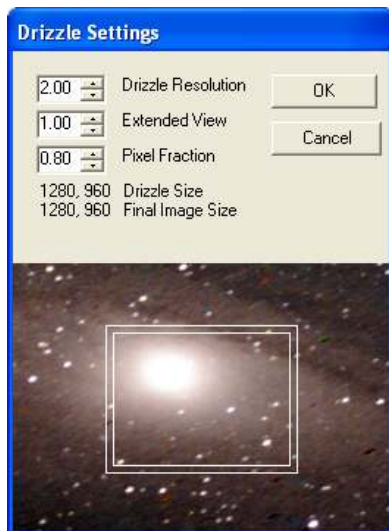 Drizzle Settings
2.00 Drizzle Resolution OK
1.00 Extended View
Cancel
0.80 Pixel Fraction
1280, 960 Drizzle Size
1280, 960 Final Image Size